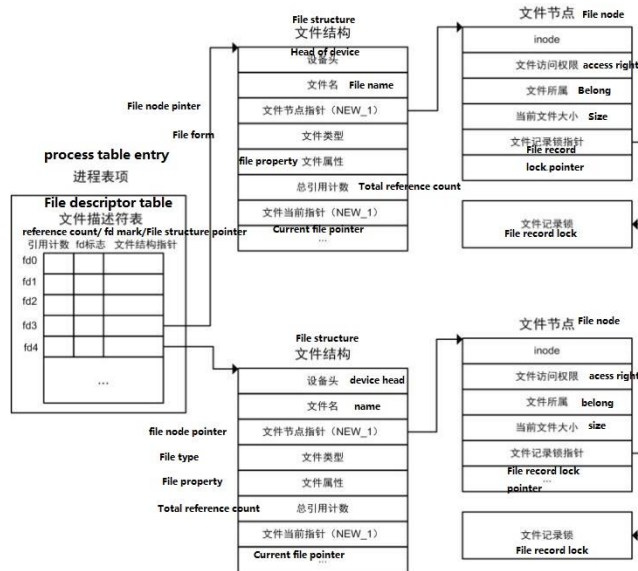 File structure
文件结构
Head of device
设备头
文件名 File name
File node pinter
文件节点指针（NEW_1）
File form
文件类型
file property 文件属性
总引用计数 Total reference count
文件当前指针（NEW_1）
Current file pointer
...
文件节点 File node
inode
文件访问权限 access right
文件所属 Belong
当前文件大小 Size
文件记录锁指针
File record
lock pointer
文件记录锁
File record lock
process table entry
进程表项
File descriptor table
文件描述符表
reference count/ fd mark/File structure pointer
引用计数 fd标志 文件结构指针
fd0
fd1
fd2
fd3
fd4
...
File structure
文件结构
设备头 device head
文件名 name
file node pointer 文件节点指针（NEW_1）
File type 文件类型
File property 文件属性
Total reference count 总引用计数
文件当前指针（NEW_1）
Current file pointer
...
文件节点 File node
inode
文件访问权限 acess right
文件所属 belong
当前文件大小 size
文件记录锁指针
File record lock
...
pointer
文件记录锁
File record lock